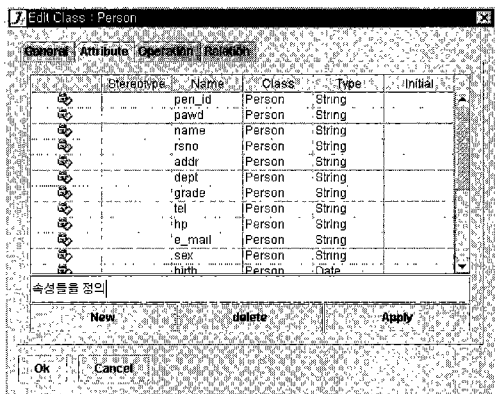 Edit Class : Person
General Attribute Operation Relation
Stereotype Name Class Type Initial
peri_id Person String
pawd Person String
name Person String
rsno Person String
addr Person String
dept Person String
grade Person String
tel Person String
hp Person String
e_mail Person String
sex Person String
birth Person Date
속성들을 정의
New delete Apply
Ok Cancel